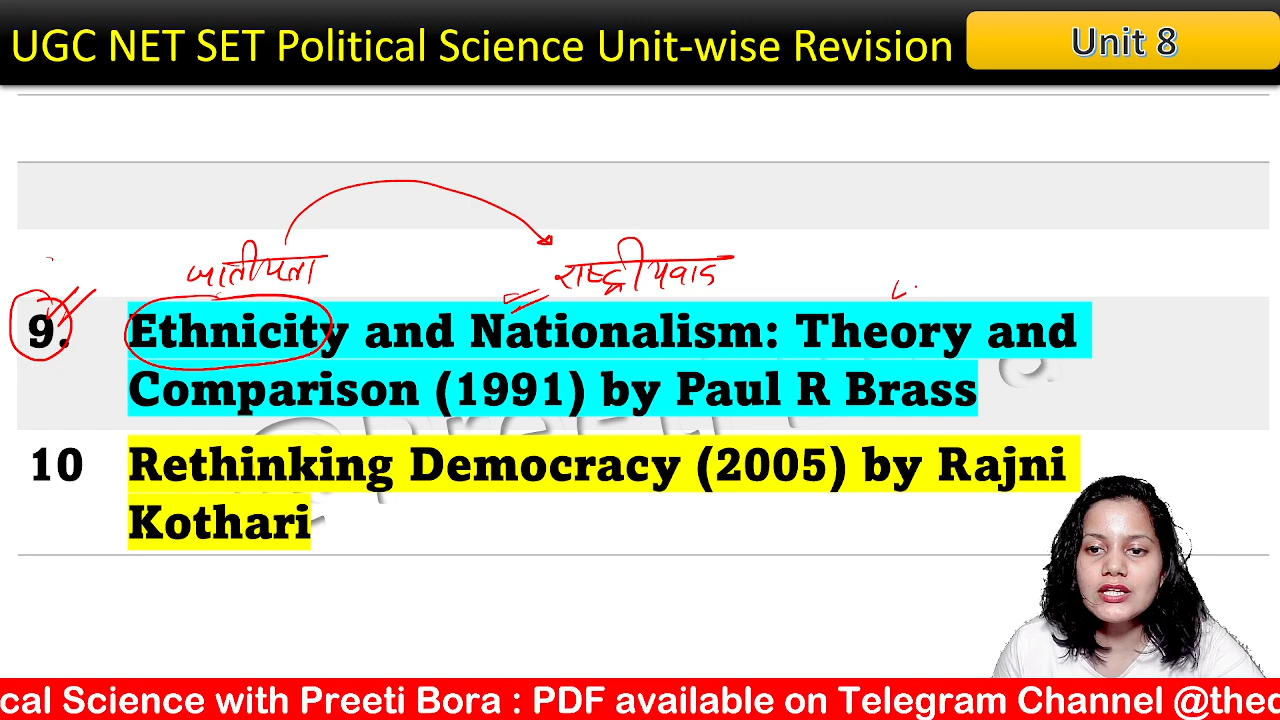 UGC NET SET Political Science Unit-wise Revision
Unit 8
जातीयता
राष्ट्रीयवाद
9. Ethnicity and Nationalism: Theory and
Comparison (1991) by Paul R Brass
10 Rethinking Democracy (2005) by Rajni
Kothari
cal Science with Preeti Bora : PDF available on Telegram Channel @thec